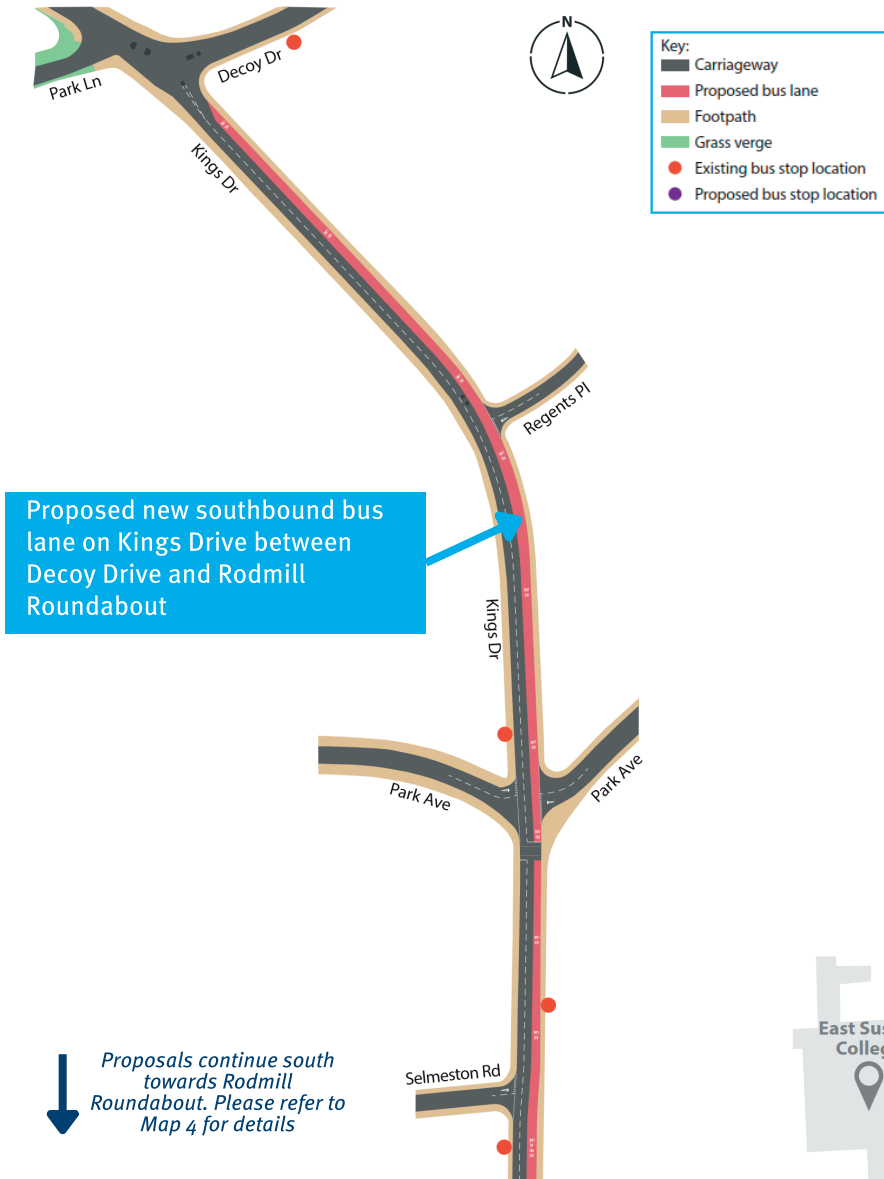 N
Key:
Carriageway
Proposed bus lane
Footpath
Grass verge
Existing bus stop location
Proposed bus stop location
Decoy Dr
Park Ln
Kings Dr
Regents Pl
Proposed new southbound bus
lane on Kings Drive between
Decoy Drive and Rodmill
Roundabout
Kings Dr
Park Ave
Park Ave
East Sus
Colleg
Selmeston Rd
Proposals continue south
towards Rodmill
Roundabout. Please refer to
Map 4 for details